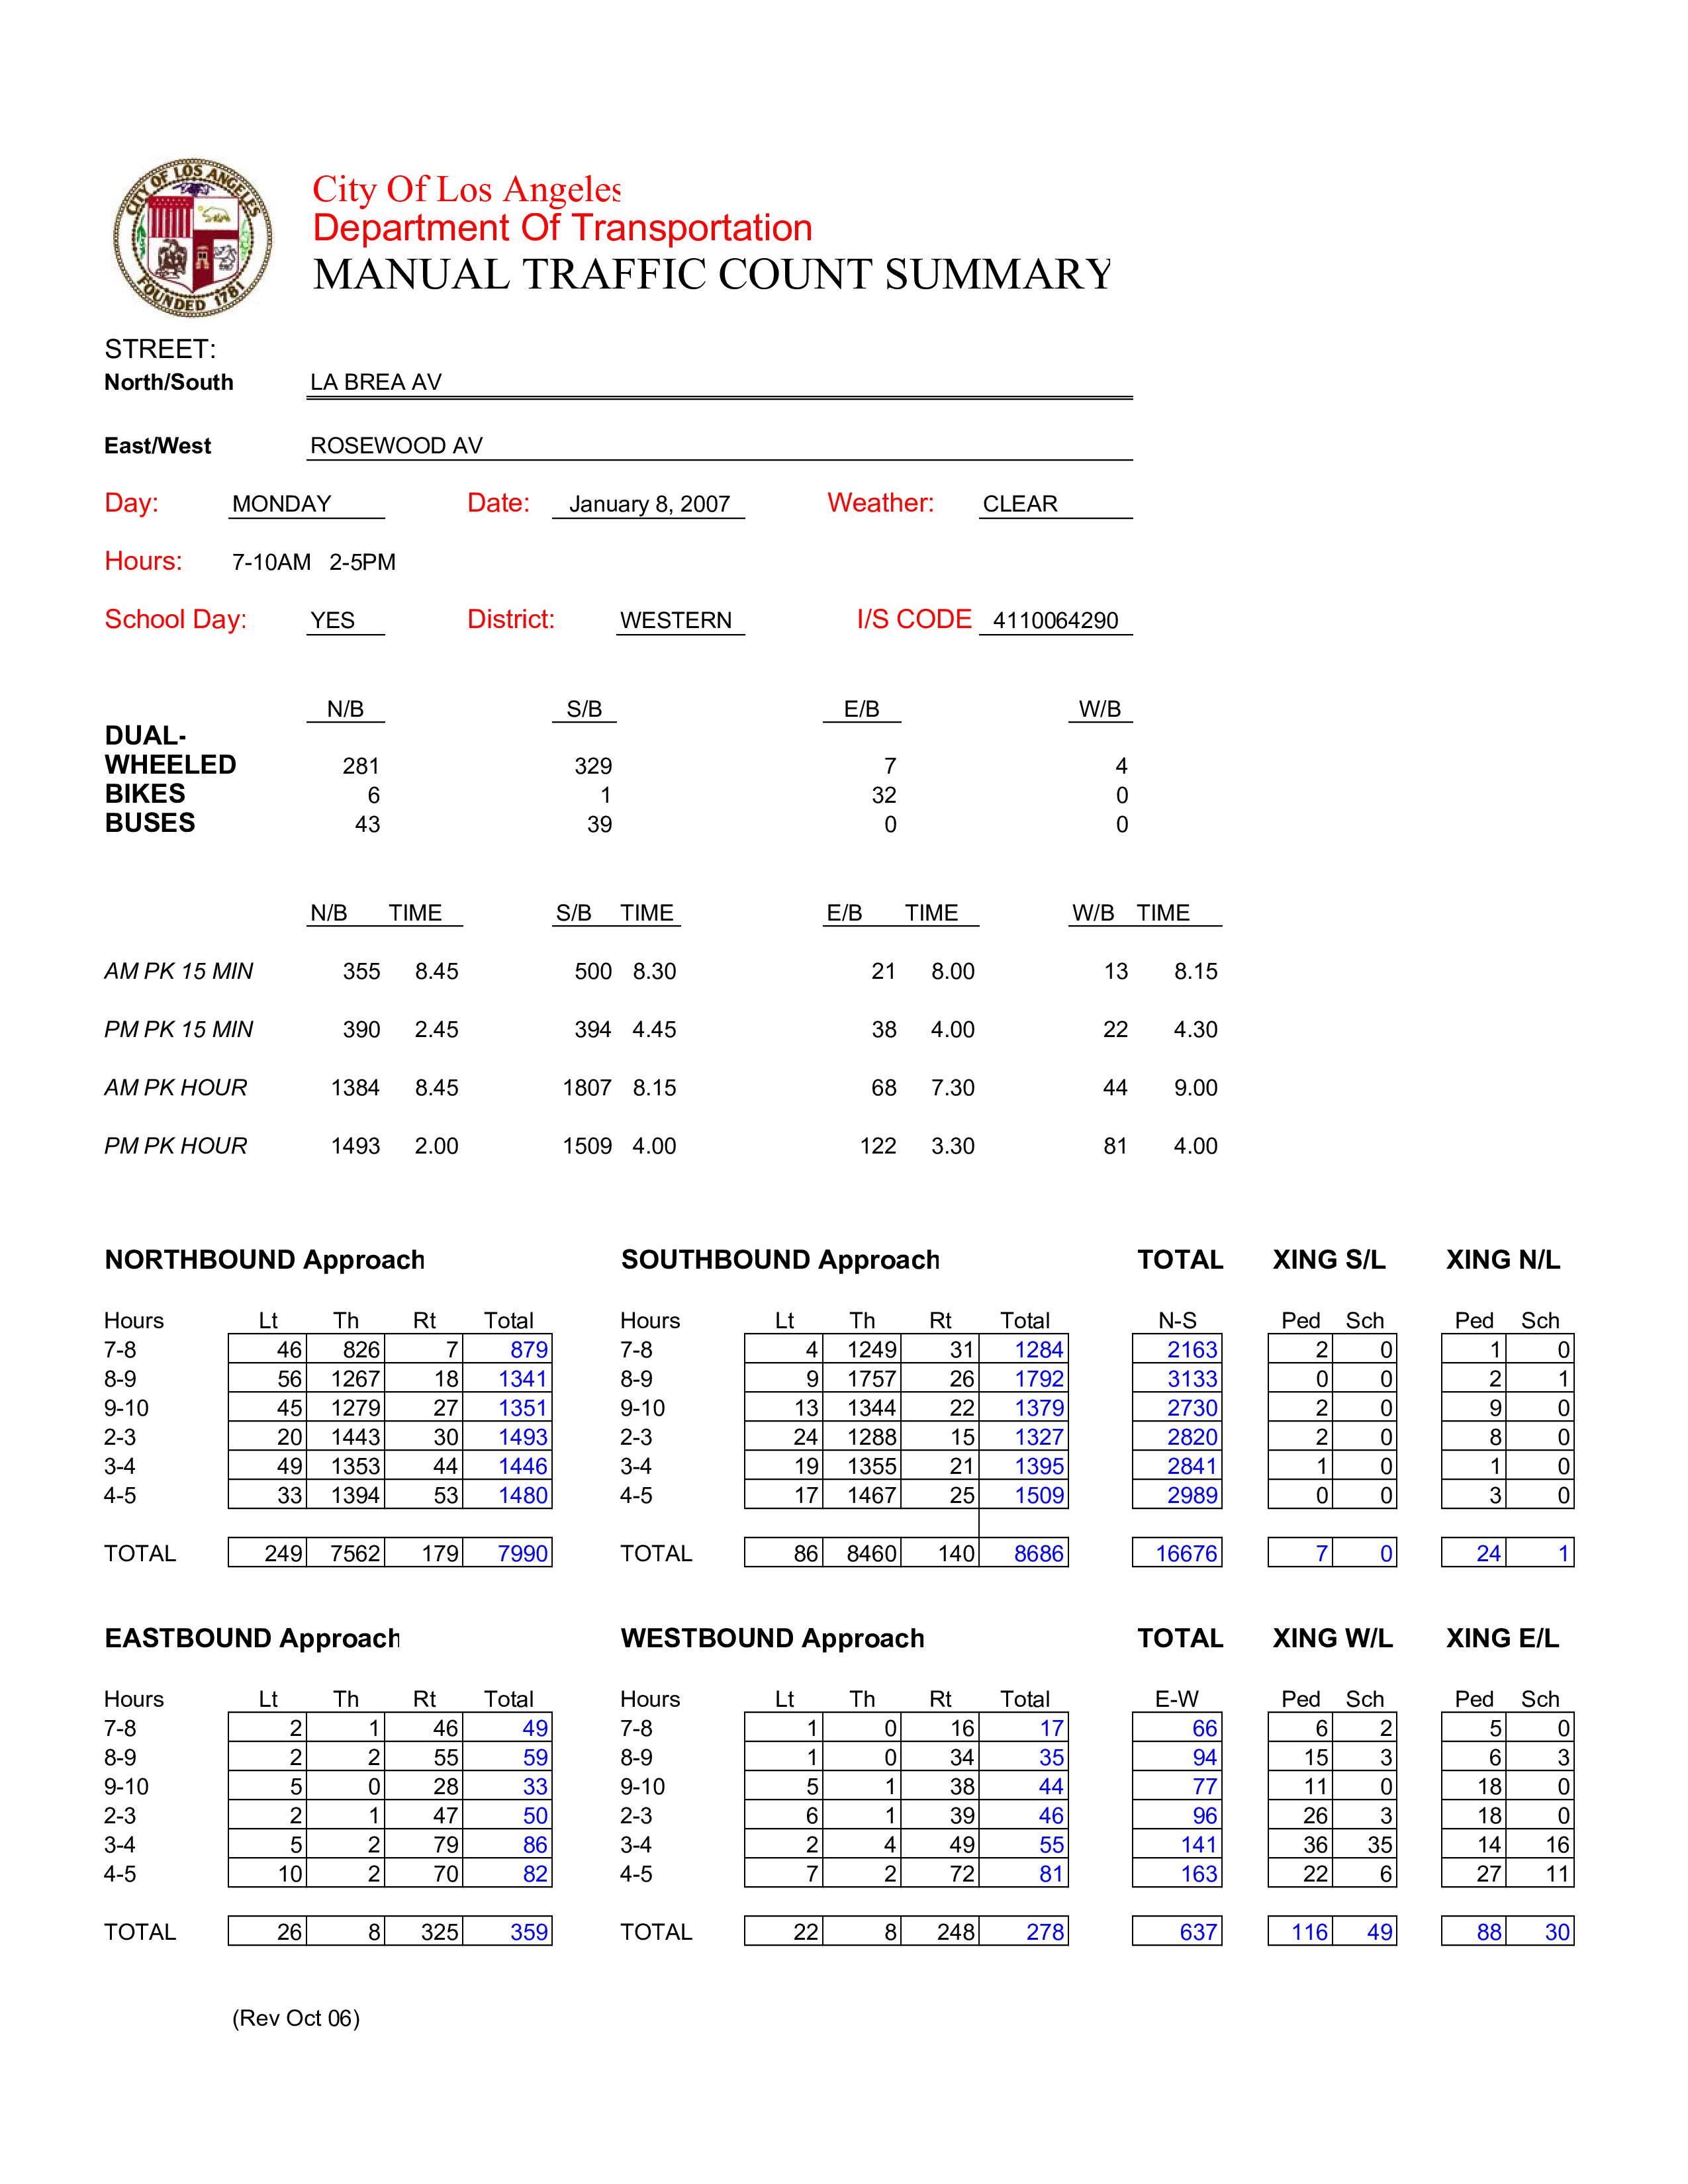 CITY OF LOS ANGELES
FOUNDED 1781
City Of Los Angeles
Department Of Transportation
MANUAL TRAFFIC COUNT SUMMARY
STREET:
North/South LA BREA AV
East/West ROSEWOOD AV
Day: MONDAY Date: January 8, 2007 Weather: CLEAR
Hours: 7-10AM 2-5PM
School Day: YES District: WESTERN I/S CODE 4110064290
N/B S/B E/B W/B
DUAL-
WHEELED 281 329 7 4
BIKES 6 1 32 0
BUSES 43 39 0 0
N/B TIME S/B TIME E/B TIME W/B TIME
AM PK 15 MIN 355 8.45 500 8.30 21 8.00 13 8.15
PM PK 15 MIN 390 2.45 394 4.45 38 4.00 22 4.30
AM PK HOUR 1384 8.45 1807 8.15 68 7.30 44 9.00
PM PK HOUR 1493 2.00 1509 4.00 122 3.30 81 4.00
NORTHBOUND Approach SOUTHBOUND Approach TOTAL XING S/L XING N/L
Hours Lt Th Rt Total Hours Lt Th Rt Total N-S Ped Sch Ped Sch
7-8 46 826 7 879 7-8 4 1249 31 1284 2163 2 0 1 0
8-9 56 1267 18 1341 8-9 9 1757 26 1792 3133 0 0 2 1
9-10 45 1279 27 1351 9-10 13 1344 22 1379 2730 2 0 9 0
2-3 20 1443 30 1493 2-3 24 1288 15 1327 2820 2 0 8 0
3-4 49 1353 44 1446 3-4 19 1355 21 1395 2841 1 0 1 0
4-5 33 1394 53 1480 4-5 17 1467 25 1509 2989 0 0 3 0
TOTAL 249 7562 179 7990 TOTAL 86 8460 140 8686 16676 7 0 24 1
EASTBOUND Approach WESTBOUND Approach TOTAL XING W/L XING E/L
Hours Lt Th Rt Total Hours Lt Th Rt Total E-W Ped Sch Ped Sch
7-8 2 1 46 49 7-8 1 0 16 17 66 6 2 5 0
8-9 2 2 55 59 8-9 1 0 34 35 94 15 3 6 3
9-10 5 0 28 33 9-10 5 1 38 44 77 11 0 18 0
2-3 2 1 47 50 2-3 6 1 39 46 96 26 3 18 0
3-4 5 2 79 86 3-4 2 4 49 55 141 36 35 14 16
4-5 10 2 70 82 4-5 7 2 72 81 163 22 6 27 11
TOTAL 26 8 325 359 TOTAL 22 8 248 278 637 116 49 88 30
(Rev Oct 06)